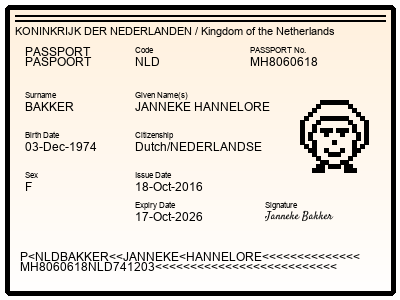 KONINKRIJK DER NEDERLANDEN / Kingdom of the Netherlands
PASSPORT
PASPOORT
Code
NLD
PASSPORT No.
MH8060618
Surname
BAKKER
Given Name(s)
JANNEKE HANNELORE
Birth Date
03-Dec-1974
Citizenship
Dutch/NEDERLANDSE
Sex
F
Issue Date
18-Oct-2016
Expiry Date
17-Oct-2026
Signature
Janneke Bakker
P<NLDBAKKER<<JANNEKE<HANNELORE<<<<<<<<<<<<<<
MH8060618NLD741203<<<<<<<<<<<<<<<<<<<<<<<<<<